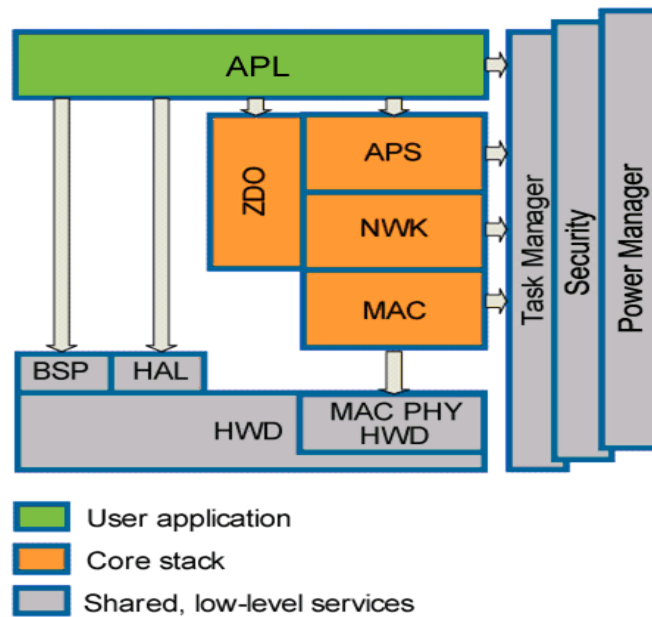 APL
ZDO
APS
NWK
MAC
BSP
HAL
HWD
MAC PHY
HWD
Task Manager
Security
Power Manager
User application
Core stack
Shared, low-level services